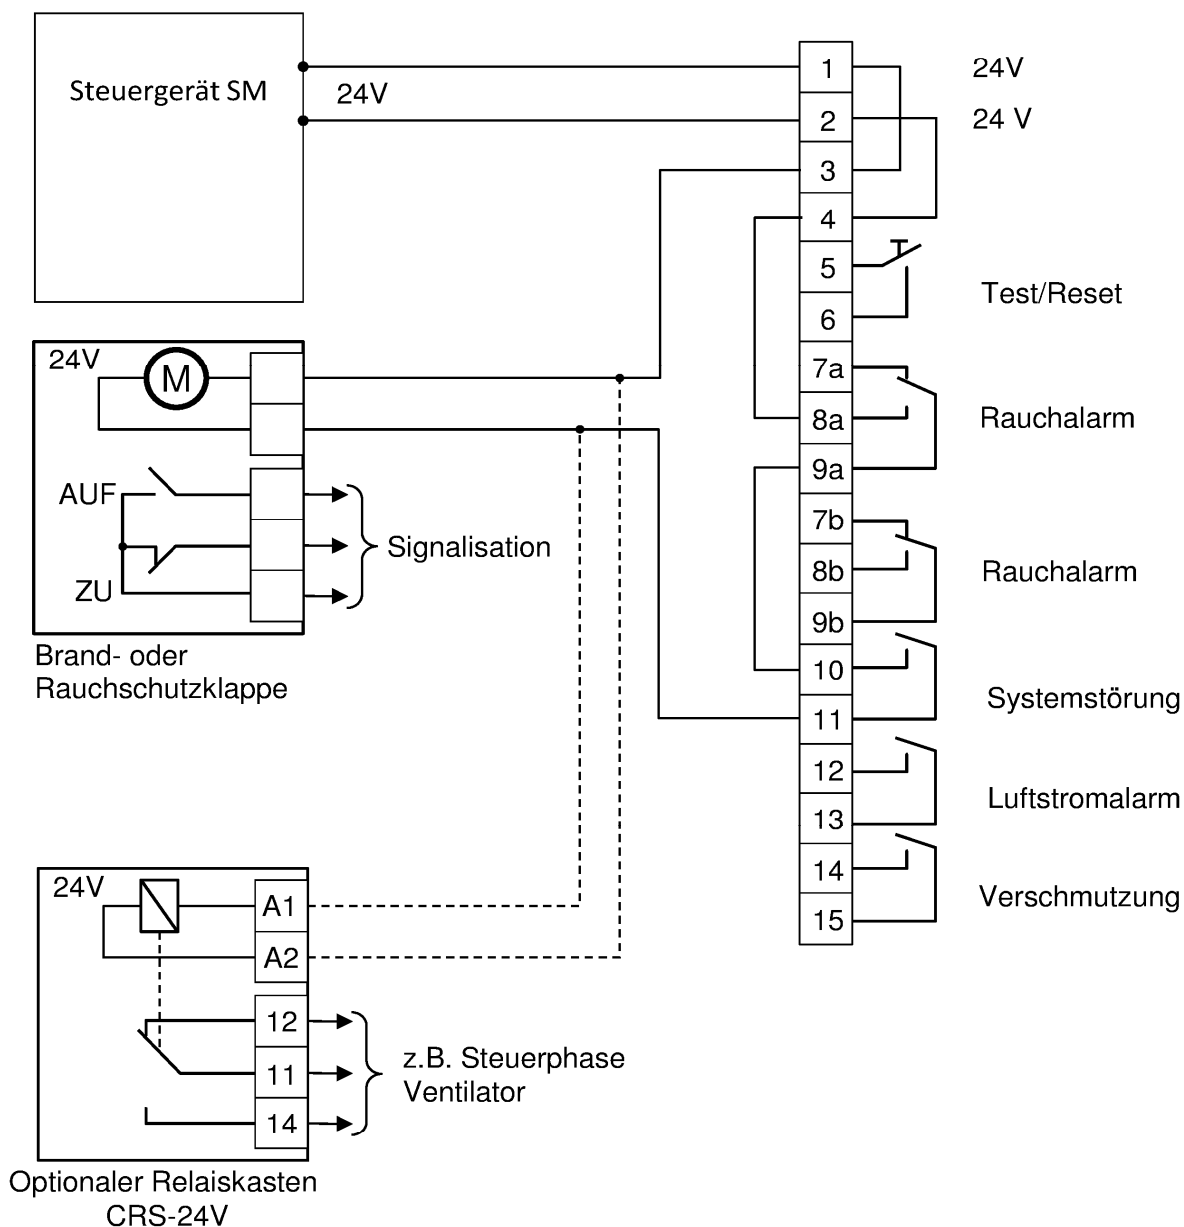 Steuergerät SM
24V
1
2
3
4
5
6
7a
8a
9a
7b
8b
9b
10
11
12
13
14
15
24V
24 V
Test/Reset
Rauchalarm
Rauchalarm
Systemstörung
Luftstromalarm
Verschmutzung
24V
M
AUF
ZU
Signalisation
Brand- oder
Rauchschutzklappe
24V
A1
A2
12
11
14
z.B. Steuerphase
Ventilator
Optionaler Relaiskasten
CRS-24V